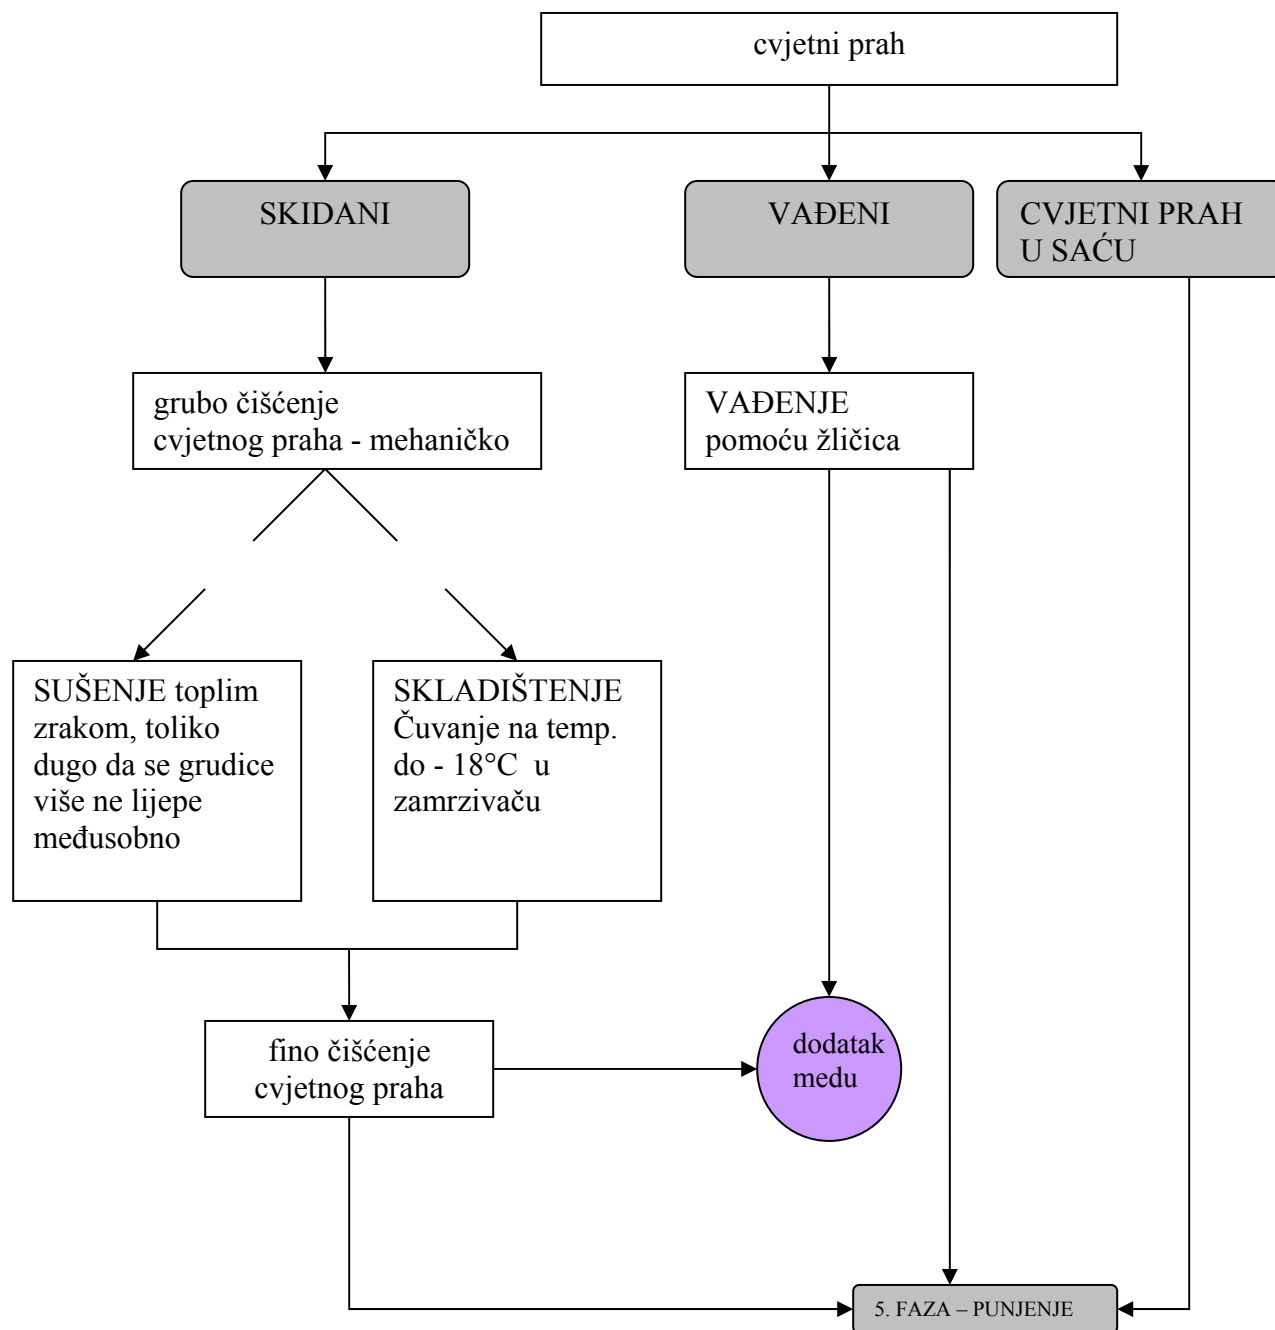 cvjetni prah
SKIDANI
VAĐENI
CVJETNI PRAH
U SAĆU
grubo čišćenje
cvjetnog praha - mehaničko
VAĐENJE
pomoću žličica
SUŠENJE toplim
zrakom, toliko
dugo da se grudice
više ne lijepe
međusobno
SKLADIŠTENJE
Čuvanje na temp.
do - 18°C  u
zamrzivaču
fino čišćenje
cvjetnog praha
dodatak
medu
5. FAZA – PUNJENJE